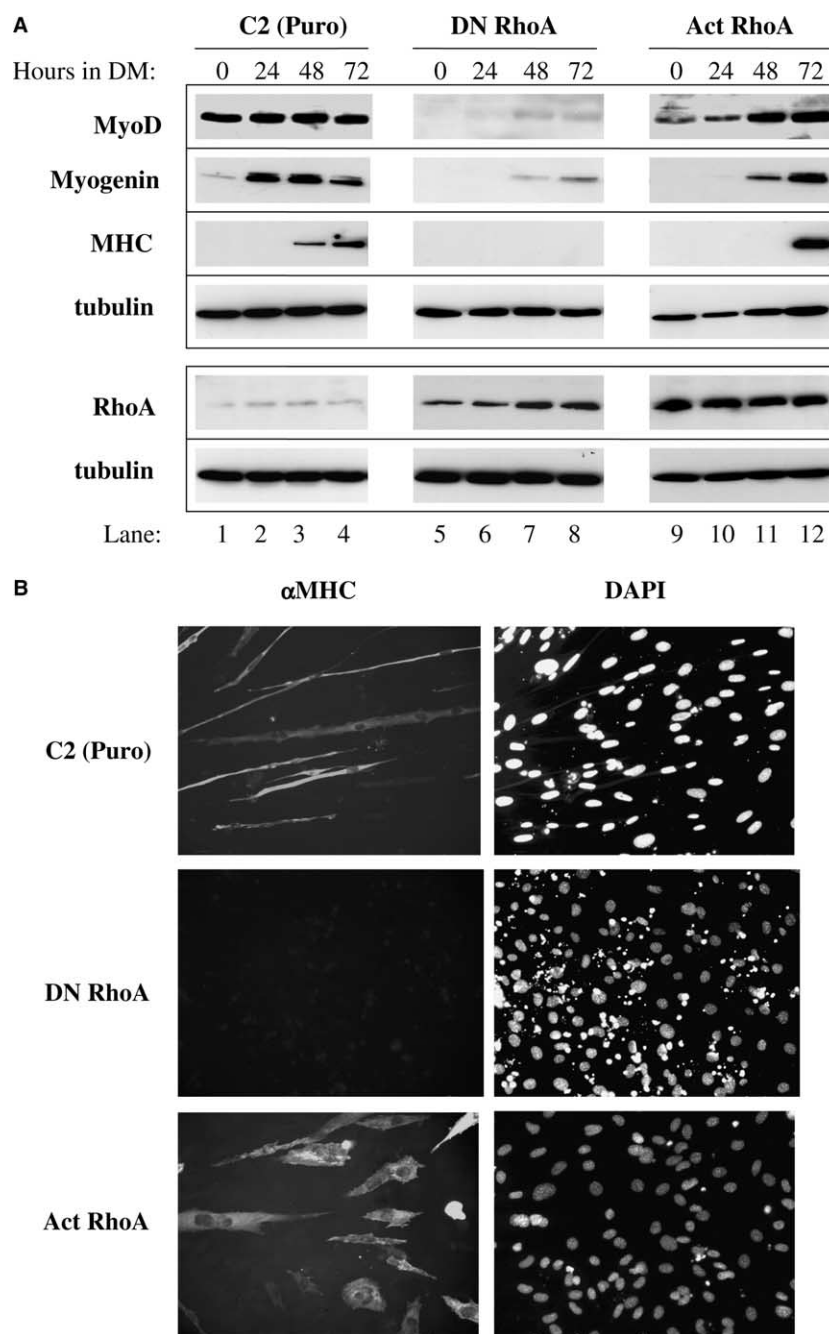 A
C2 (Puro) DN RhoA Act RhoA
Hours in DM: 0 24 48 72 0 24 48 72 0 24 48 72
MyoD
Myogenin
MHC
tubulin
RhoA
tubulin
Lane: 1 2 3 4 5 6 7 8 9 10 11 12
B
αMHC DAPI
C2 (Puro)
DN RhoA
Act RhoA